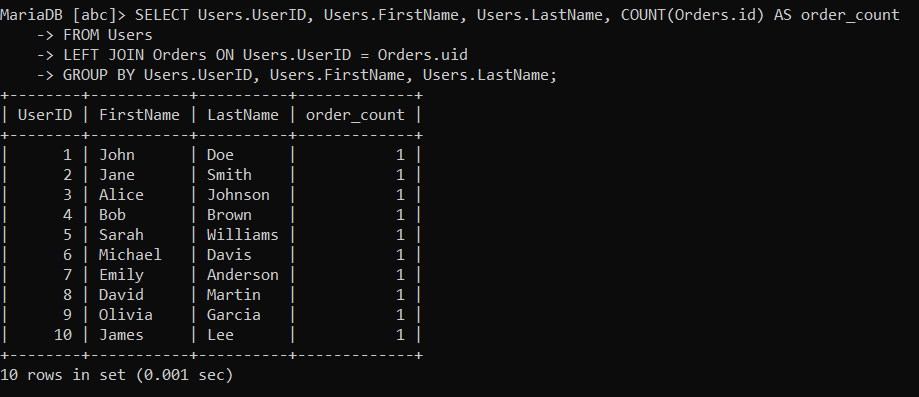 MariaDB [abc]> SELECT Users.UserID, Users.FirstName, Users.LastName, COUNT(Orders.id) AS order_count
    -> FROM Users
    -> LEFT JOIN Orders ON Users.UserID = Orders.uid
    -> GROUP BY Users.UserID, Users.FirstName, Users.LastName;
+--------+-----------+----------+-------------+
| UserID | FirstName | LastName | order_count |
+--------+-----------+----------+-------------+
|      1 | John      | Doe      |           1 |
|      2 | Jane      | Smith    |           1 |
|      3 | Alice     | Johnson  |           1 |
|      4 | Bob       | Brown    |           1 |
|      5 | Sarah     | Williams |           1 |
|      6 | Michael   | Davis    |           1 |
|      7 | Emily     | Anderson |           1 |
|      8 | David     | Martin   |           1 |
|      9 | Olivia    | Garcia   |           1 |
|     10 | James     | Lee      |           1 |
+--------+-----------+----------+-------------+
10 rows in set (0.001 sec)